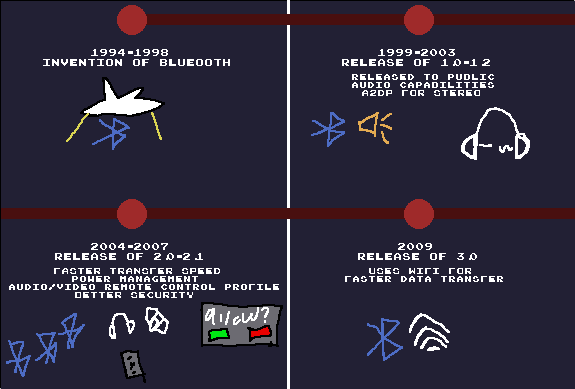 1994-1998
INVENTION OF BLUEOOTH
1999-2003
RELEASE OF 1.0-1.2
RELEASED TO PUBLIC
AUDIO CAPABILITIES
A2DP FOR STEREO
2004-2007
RELEASE OF 2.0-2.1
FASTER TRANSFER SPEED
POWER MANAGEMENT
AUDIO/VIDEO REMOTE CONTROL PROFILE
BETTER SECURITY
allow?
2009
RELEASE OF 3.0
USES WIFI FOR
FASTER DATA TRANSFER